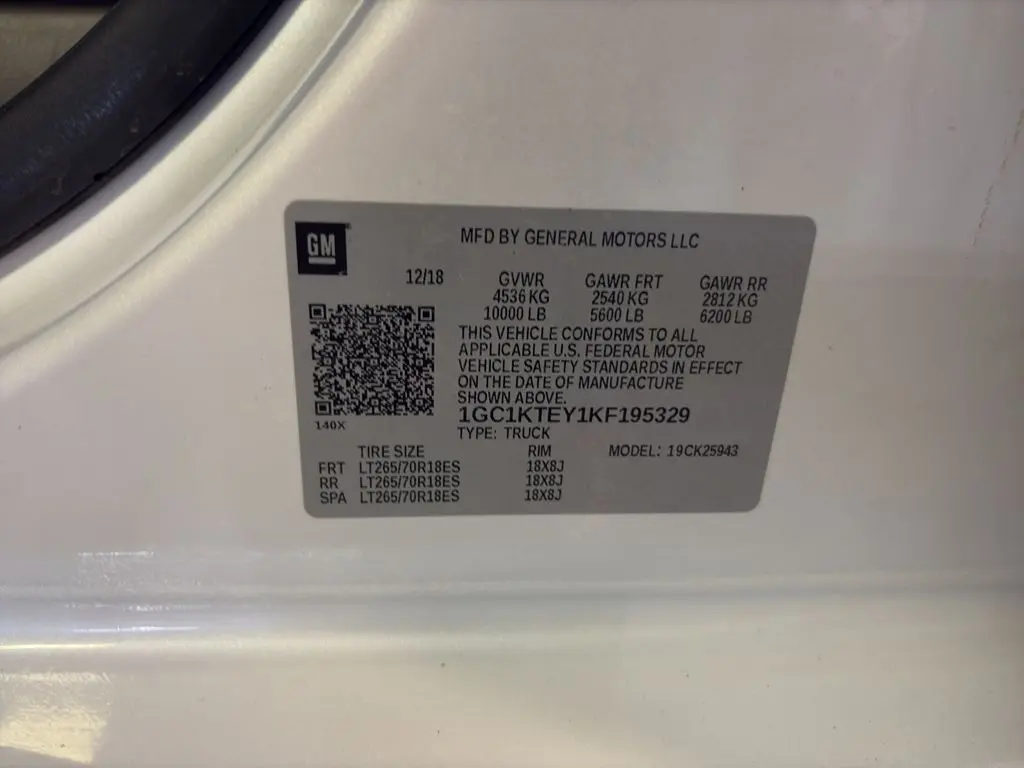 GM
MFD BY GENERAL MOTORS LLC
12/18 GVWR GAWR FRT GAWR RR
4536 KG 2540 KG 2812 KG
10000 LB 5600 LB 6200 LB
THIS VEHICLE CONFORMS TO ALL
APPLICABLE U.S. FEDERAL MOTOR
VEHICLE SAFETY STANDARDS IN EFFECT
ON THE DATE OF MANUFACTURE
SHOWN ABOVE.
1GC1KTEY1KF195329
140X
TYPE: TRUCK
TIRE SIZE RIM MODEL: 19CK25943
FRT LT265/70R18ES 18X8J
RR LT265/70R18ES 18X8J
SPA LT265/70R18ES 18X8J